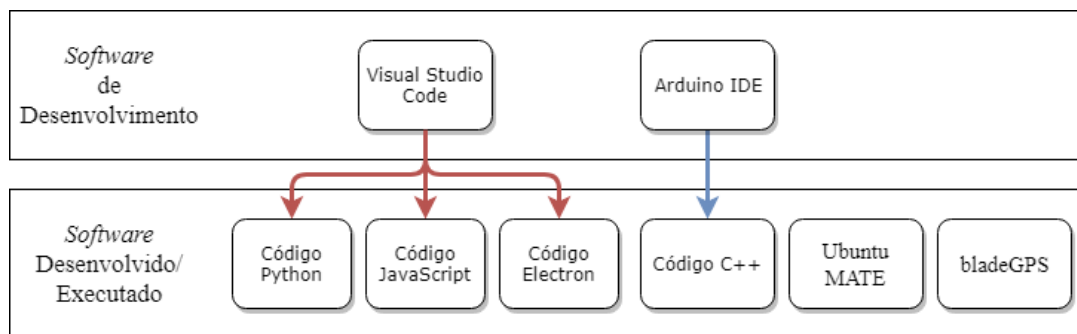 Software
de
Desenvolvimento
Visual Studio
Code
Arduino IDE
Software
Desenvolvido/
Executado
Código
Python
Código
JavaScript
Código
Electron
Código C++
Ubuntu
MATE
bladeGPS